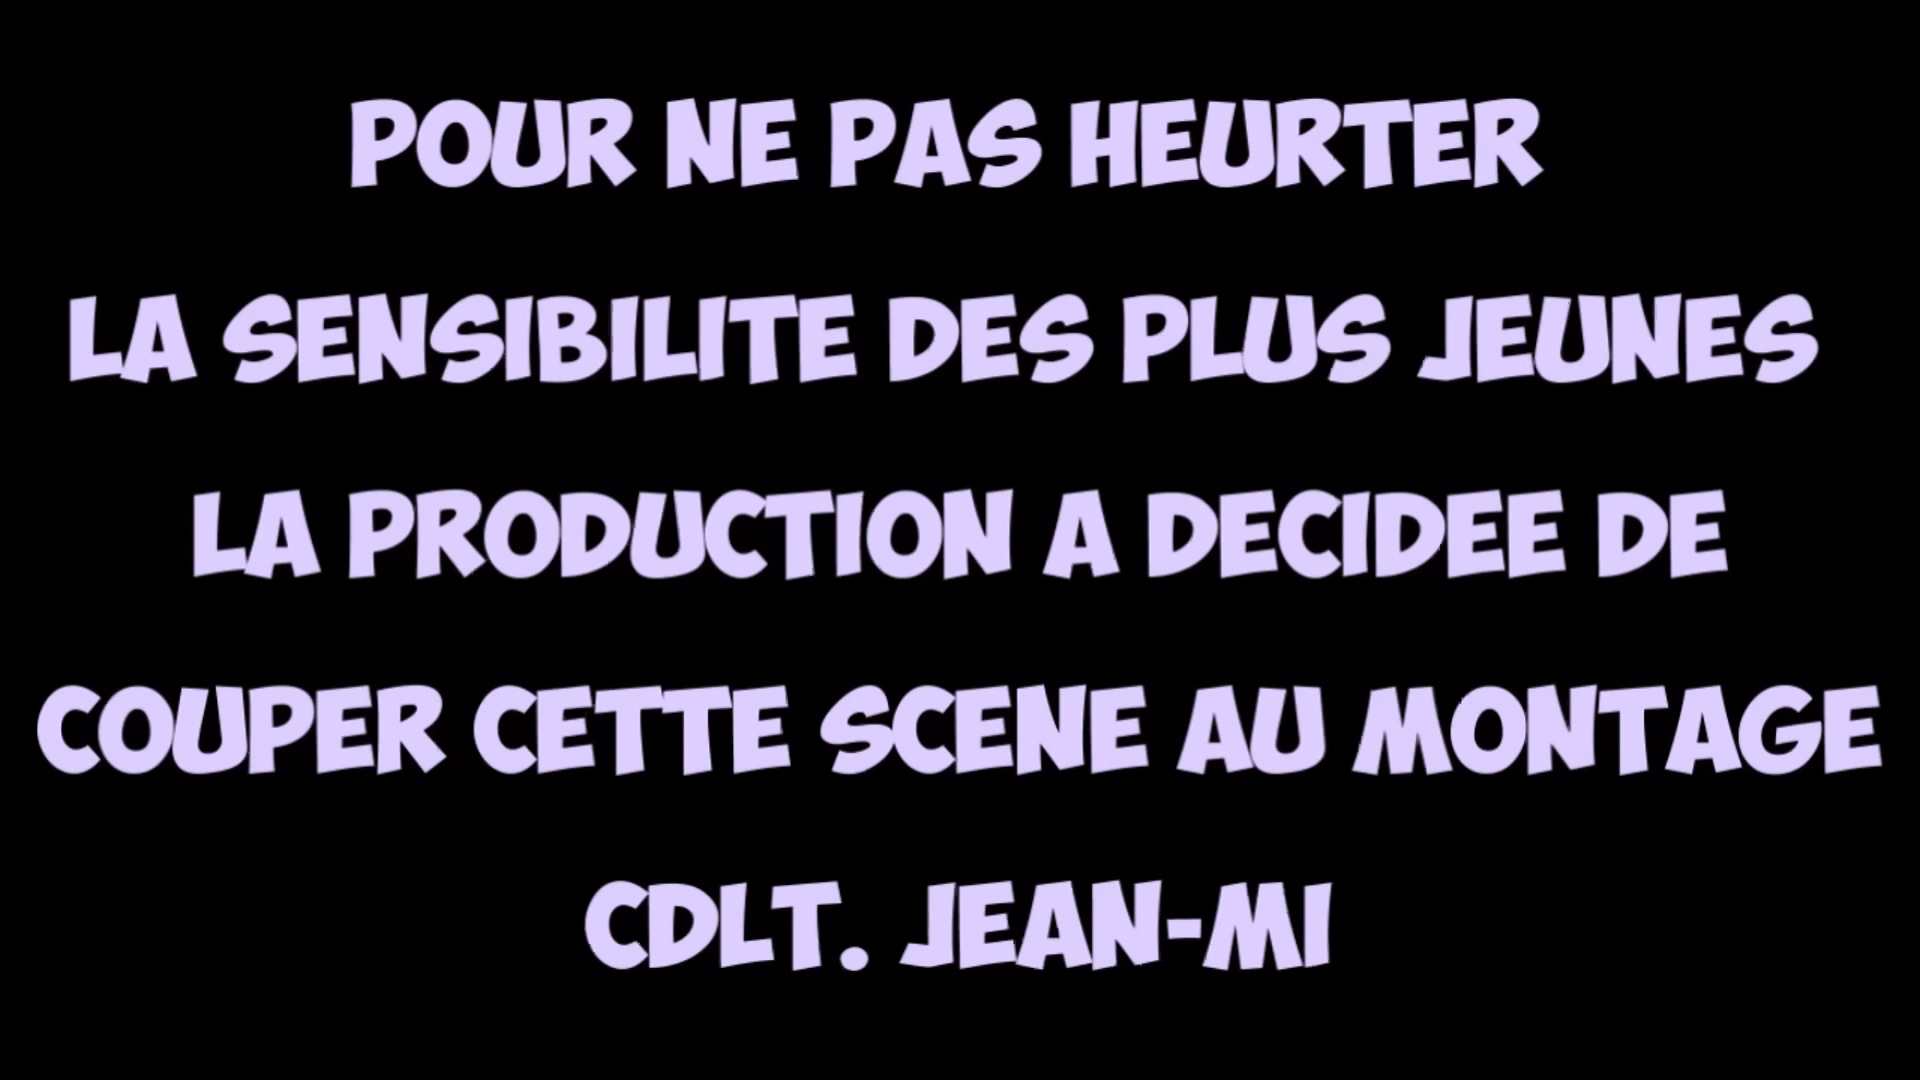 POUR NE PAS HEURTER
LA SENSIBILITE DES PLUS JEUNES
LA PRODUCTION A DECIDEE DE
COUPER CETTE SCENE AU MONTAGE
CDLT. JEAN-MI